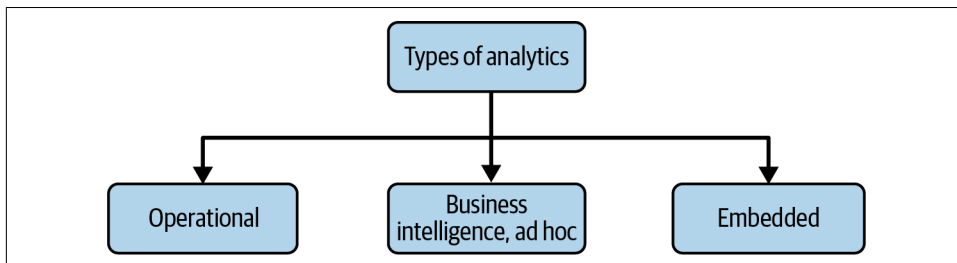 Types of analytics
Operational
Business
intelligence, ad hoc
Embedded